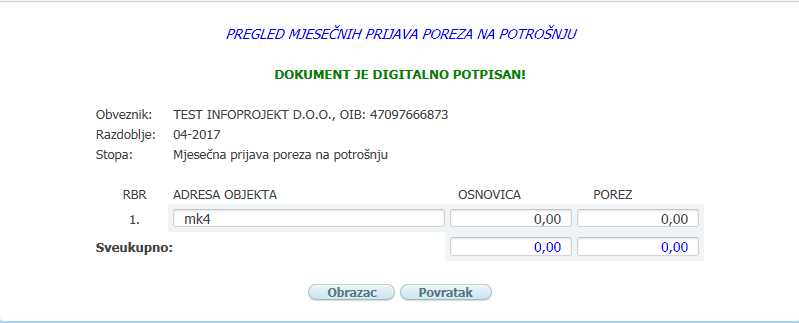 PREGLED MJESEČNIH PRIJAVA POREZA NA POTROŠNJU
DOKUMENT JE DIGITALNO POTPISAN!
Obveznik: TEST INFOPROJEKT D.O.O., OIB: 47097666873
Razdoblje: 04-2017
Stopa: Mjesečna prijava poreza na potrošnju
RBR ADRESA OBJEKTA OSNOVICA POREZ
1. mk4 0,00 0,00
Sveukupno: 0,00 0,00
Obrazac Povratak